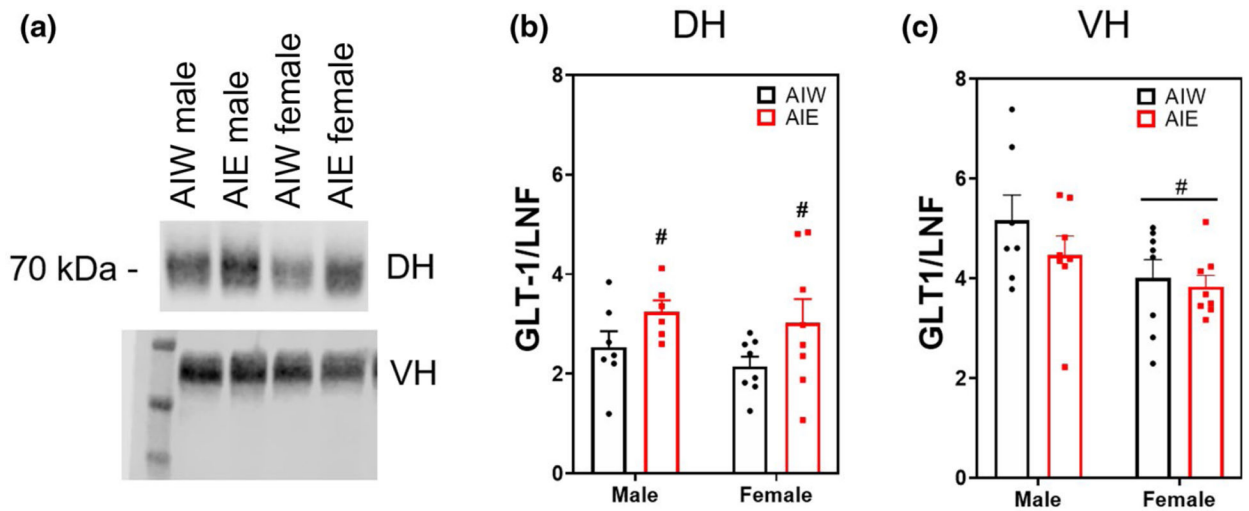 (a)
AIW male
AIE male
AIW female
AIE female
70 kDa -
DH
VH
(b)
DH
GLT-1/LNF
8
6
4
2
0
AIW
AIE
#
#
Male
Female
(c)
VH
GLT1/LNF
8
6
4
2
0
AIW
AIE
#
Male
Female